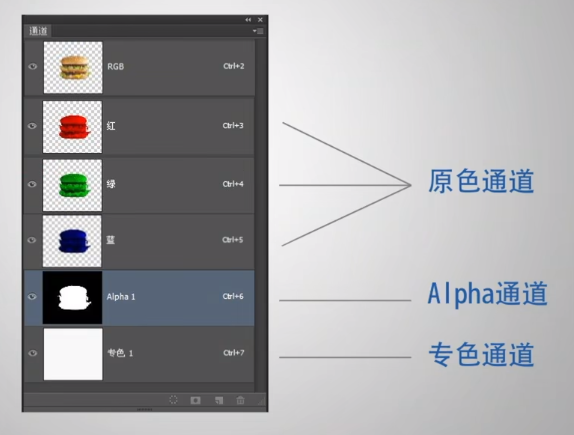 通道
RGB Ctrl+2
红 Ctrl+3
绿 Ctrl+4
蓝 Ctrl+5
Alpha 1 Ctrl+6
专色 1 Ctrl+7
原色通道
Alpha通道
专色通道